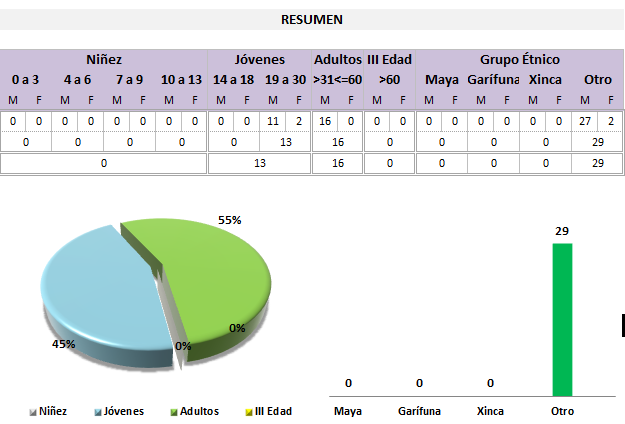 RESUMEN
Niñez Jóvenes Adultos III Edad Grupo Étnico
0 a 3 4 a 6 7 a 9 10 a 13 14 a 18 19 a 30 >31<=60 >60 Maya Garífuna Xinca Otro
M F M F M F M F M F M F M F M F M F M F M F M F
0 0 0 0 0 0 0 0 0 0 11 2 16 0 0 0 0 0 0 0 0 0 27 2
0 0 0 0 0 13 16 0 0 0 0 29
0 13 16 0 0 0 0 29
55%
45%
0%
0%
Niñez Jóvenes Adultos III Edad
29
0 0 0
Maya Garífuna Xinca Otro